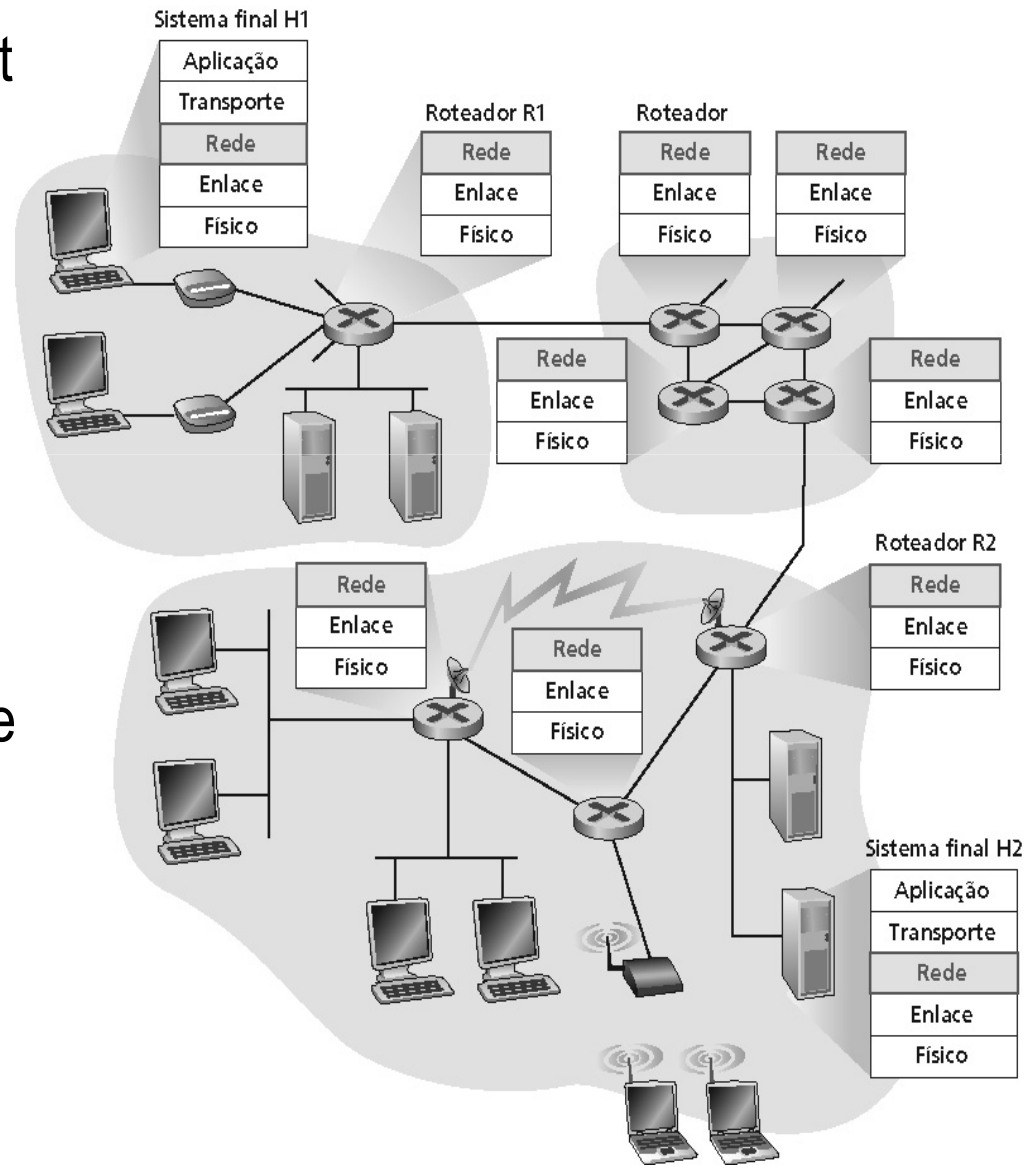 Sistema final H1
t
Aplicação
Transporte
Rede
Enlace
Físico
Roteador R1
Rede
Enlace
Físico
Roteador
Rede
Enlace
Físico
Rede
Enlace
Físico
Rede
Enlace
Físico
Rede
Enlace
Físico
Roteador R2
Rede
Enlace
Físico
Rede
Enlace
Físico
Rede
Enlace
Físico
e
Sistema final H2
Aplicação
Transporte
Rede
Enlace
Físico